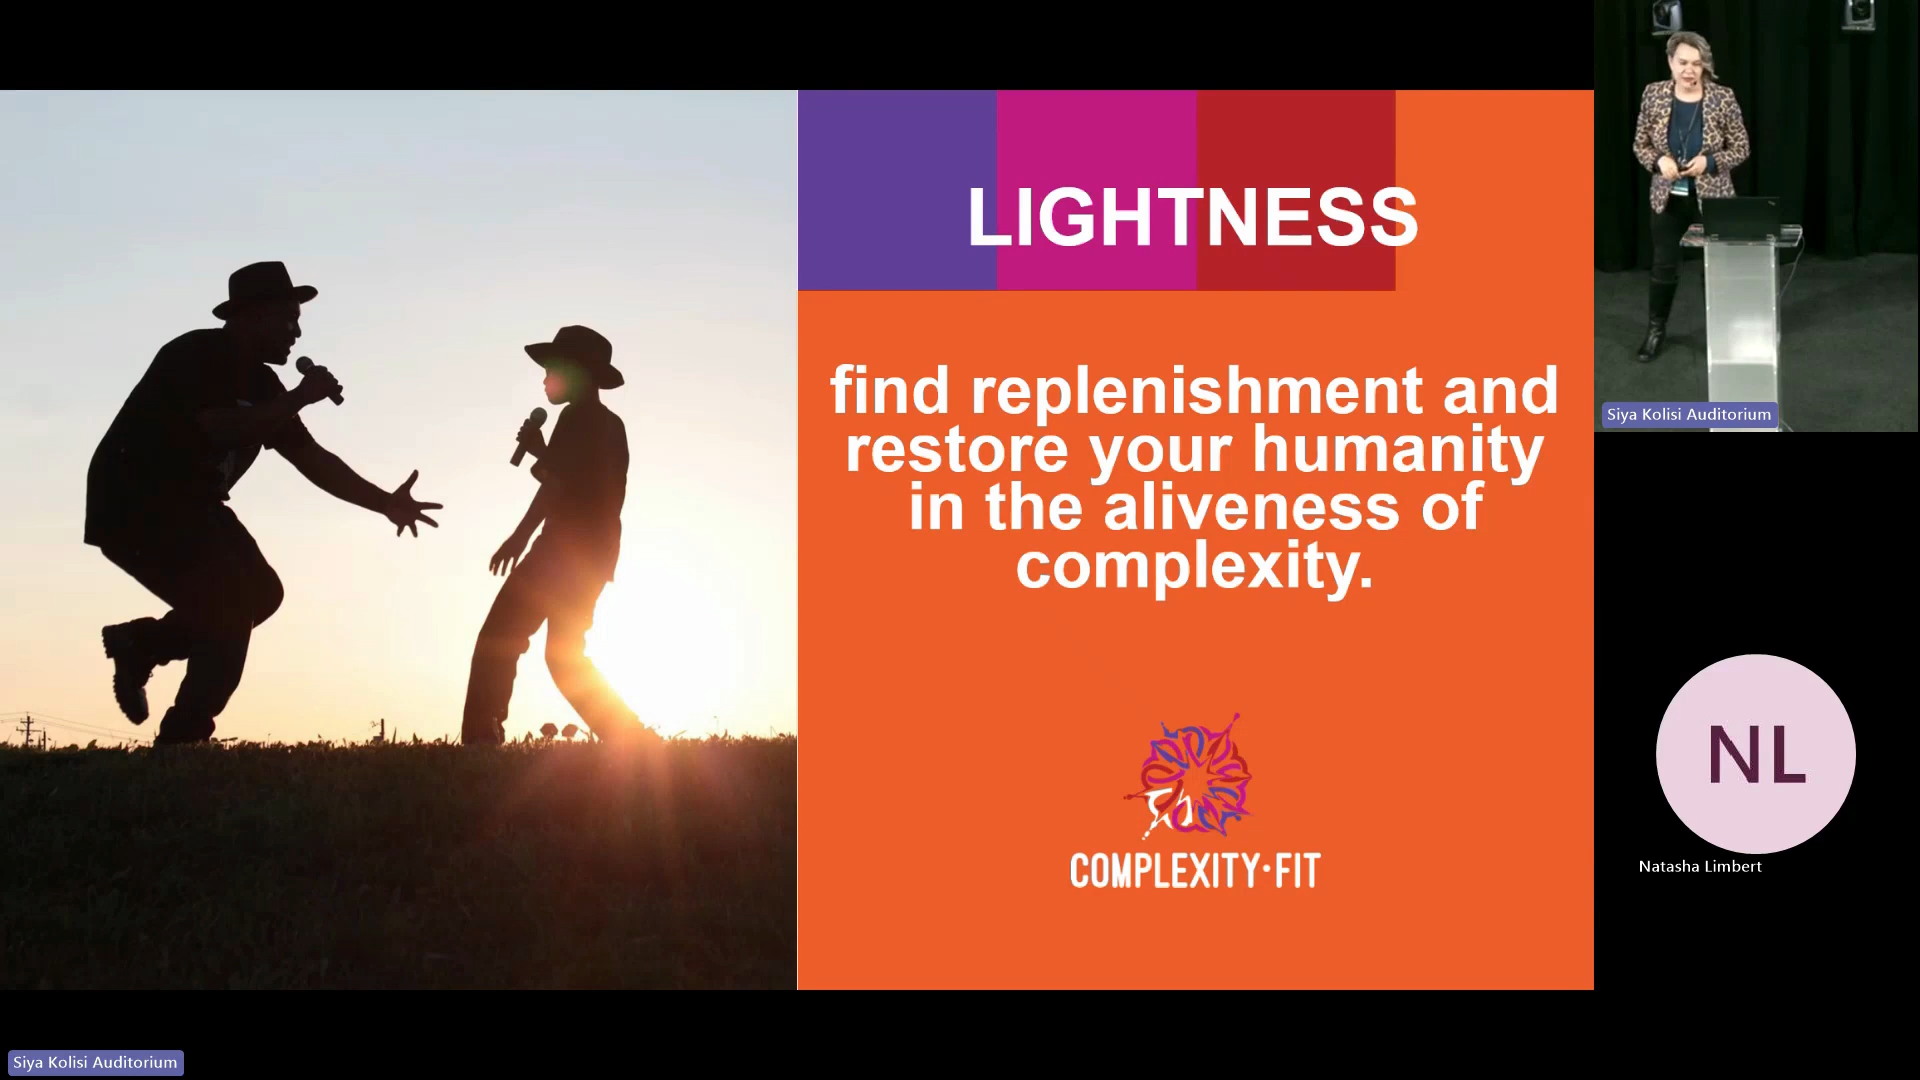 LIGHTNESS
find replenishment and
restore your humanity
in the aliveness of
complexity.
COMPLEXITY·FIT
Siya Kolisi Auditorium
NL
Natasha Limbert
Siya Kolisi Auditorium